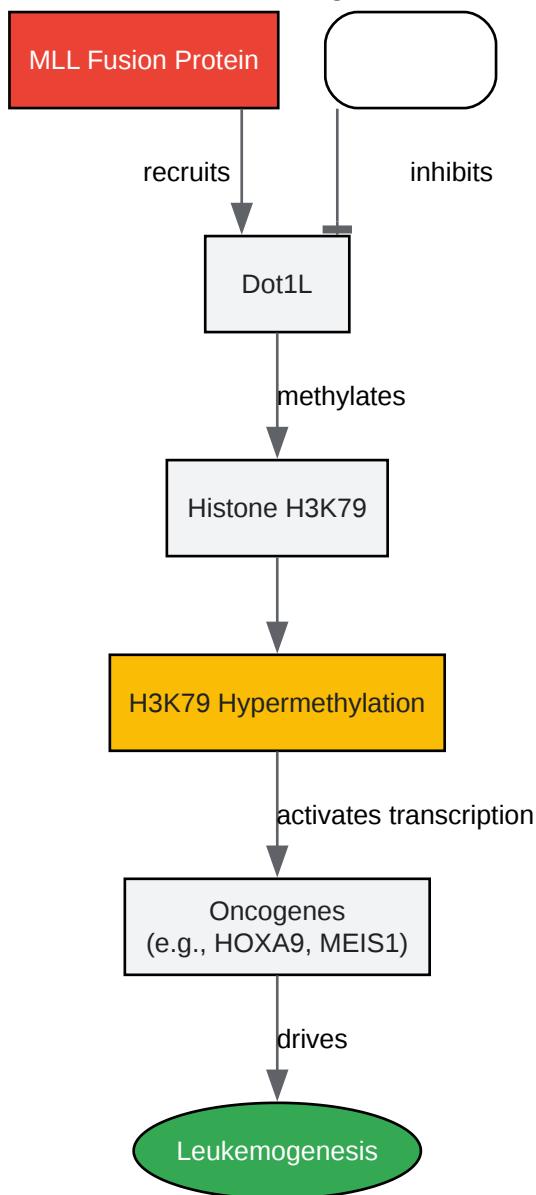 MLL Fusion Protein
recruits
inhibits
Dot1L
methylates
Histone H3K79
H3K79 Hypermethylation
activates transcription
Oncogenes
(e.g., HOXA9, MEIS1)
drives
Leukemogenesis